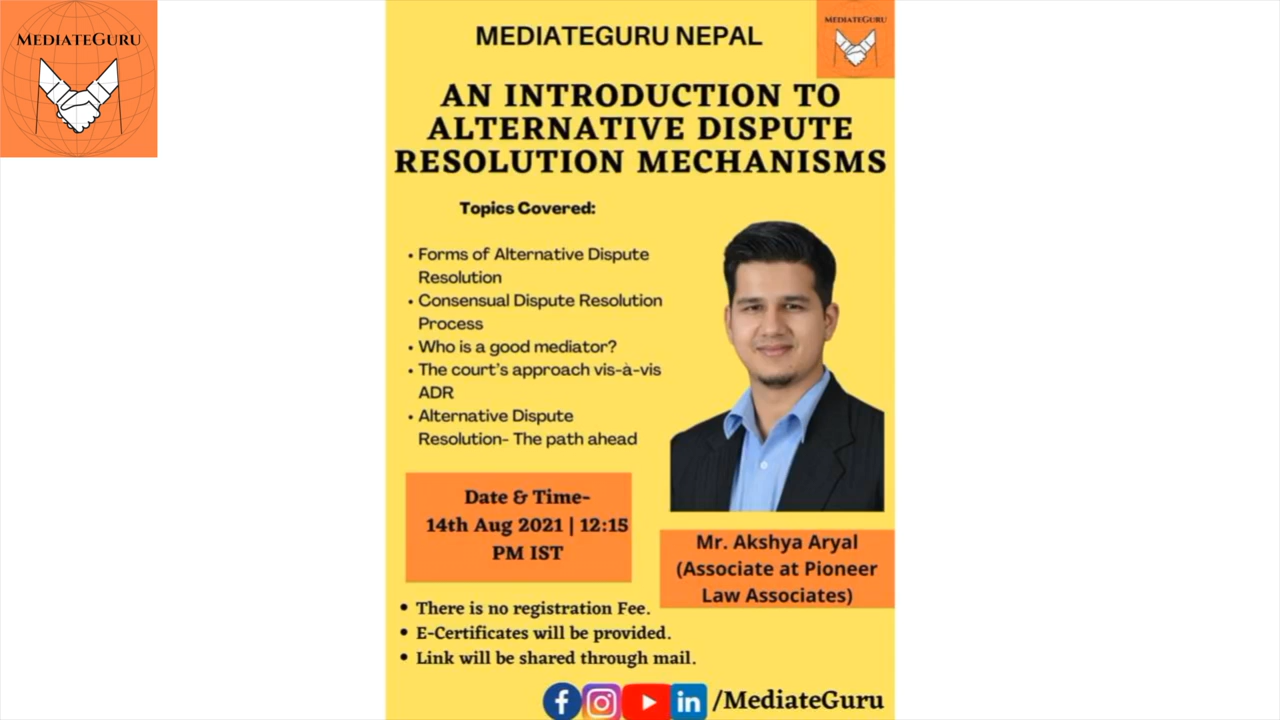 MEDIATEGURU
MEDIATEGURU NEPAL
MEDIATEGURU
AN INTRODUCTION TO
ALTERNATIVE DISPUTE
RESOLUTION MECHANISMS
Topics Covered:
• Forms of Alternative Dispute
Resolution
• Consensual Dispute Resolution
Process
• Who is a good mediator?
• The court's approach vis-à-vis
ADR
• Alternative Dispute
Resolution- The path ahead
Date & Time-
14th Aug 2021 | 12:15
PM IST
Mr. Akshya Aryal
(Associate at Pioneer
Law Associates)
• There is no registration Fee.
• E-Certificates will be provided.
• Link will be shared through mail.
/MediateGuru